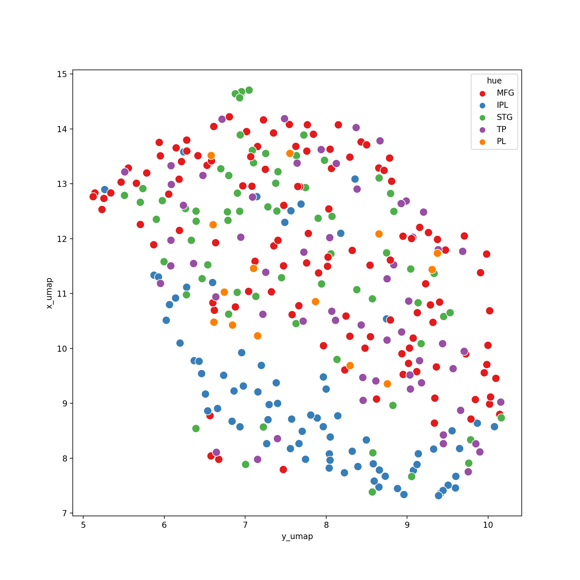 hue
MFG
IPL
STG
TP
PL
15
14
13
12
11
10
9
8
7
x_umap
5 6 7 8 9 10
y_umap